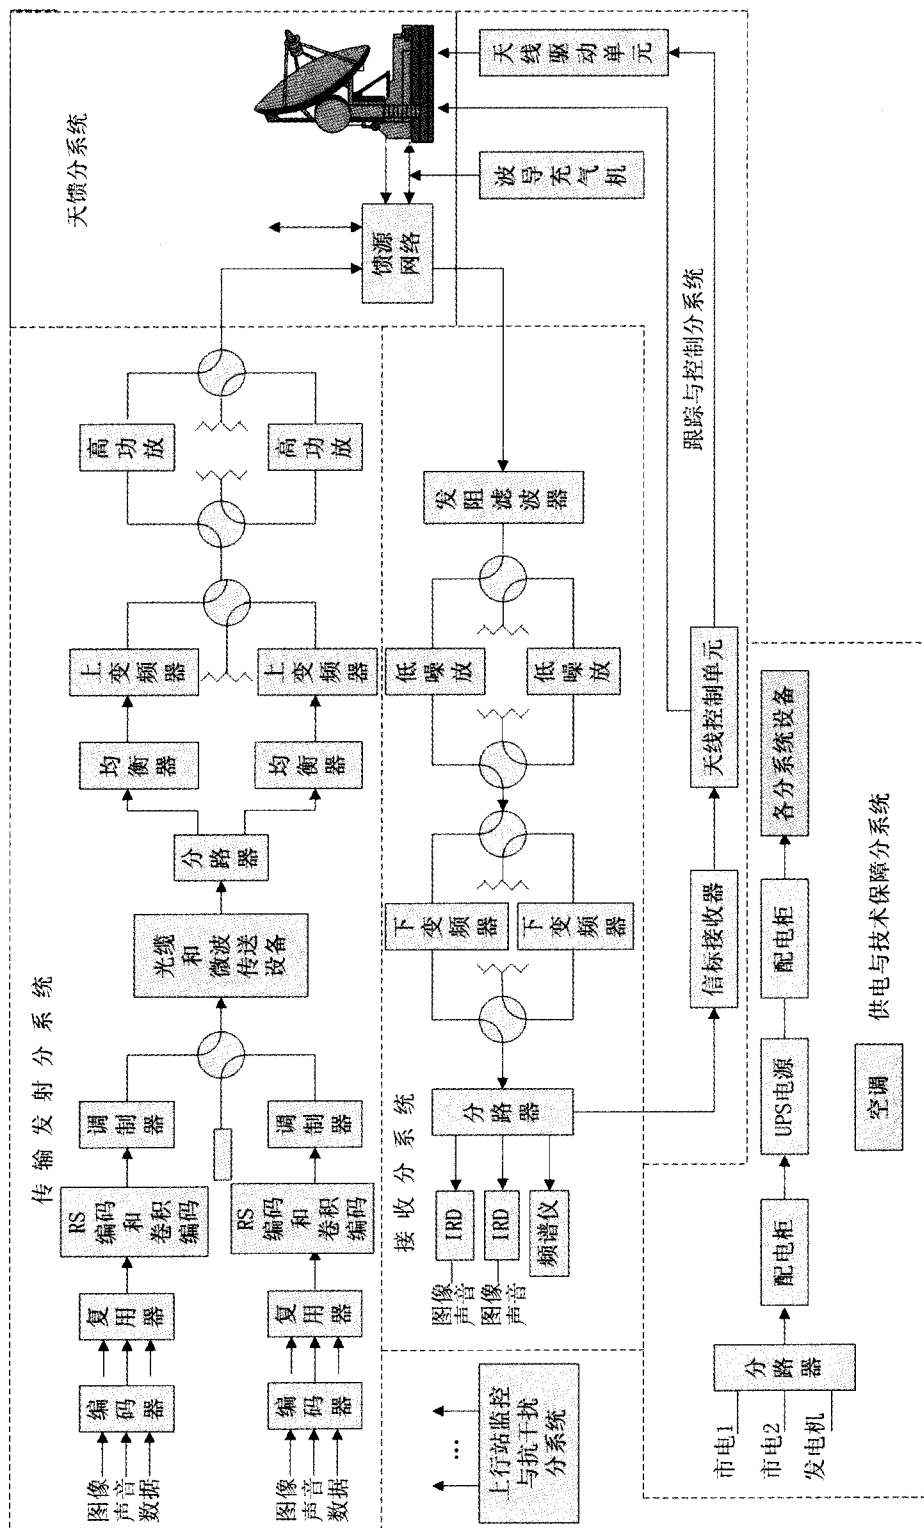 传输发射分系统
图像
声音
数据
编码器
复用器
RS
编码
和
卷积
编码
调制器
图像
声音
数据
编码器
复用器
RS
编码
和
卷积
编码
调制器
光缆
和
微波
传送
设备
分路器
均衡器
上变频器
均衡器
上变频器
高功放
高功放
天馈分系统
馈源
网络
天线驱动单元
波导充气机
接收分系统
图像
声音
IRD
图像
声音
IRD
频谱仪
分路器
下变频器
下变频器
低噪放
低噪放
发阻滤波器
跟踪与控制分系统
信标接收器
天线控制单元
上行站监控
与抗干扰
分系统
...
市电1
市电2
发电机
分路器
配电柜
UPS电源
配电柜
各分系统设备
空调
供电与技术保障分系统